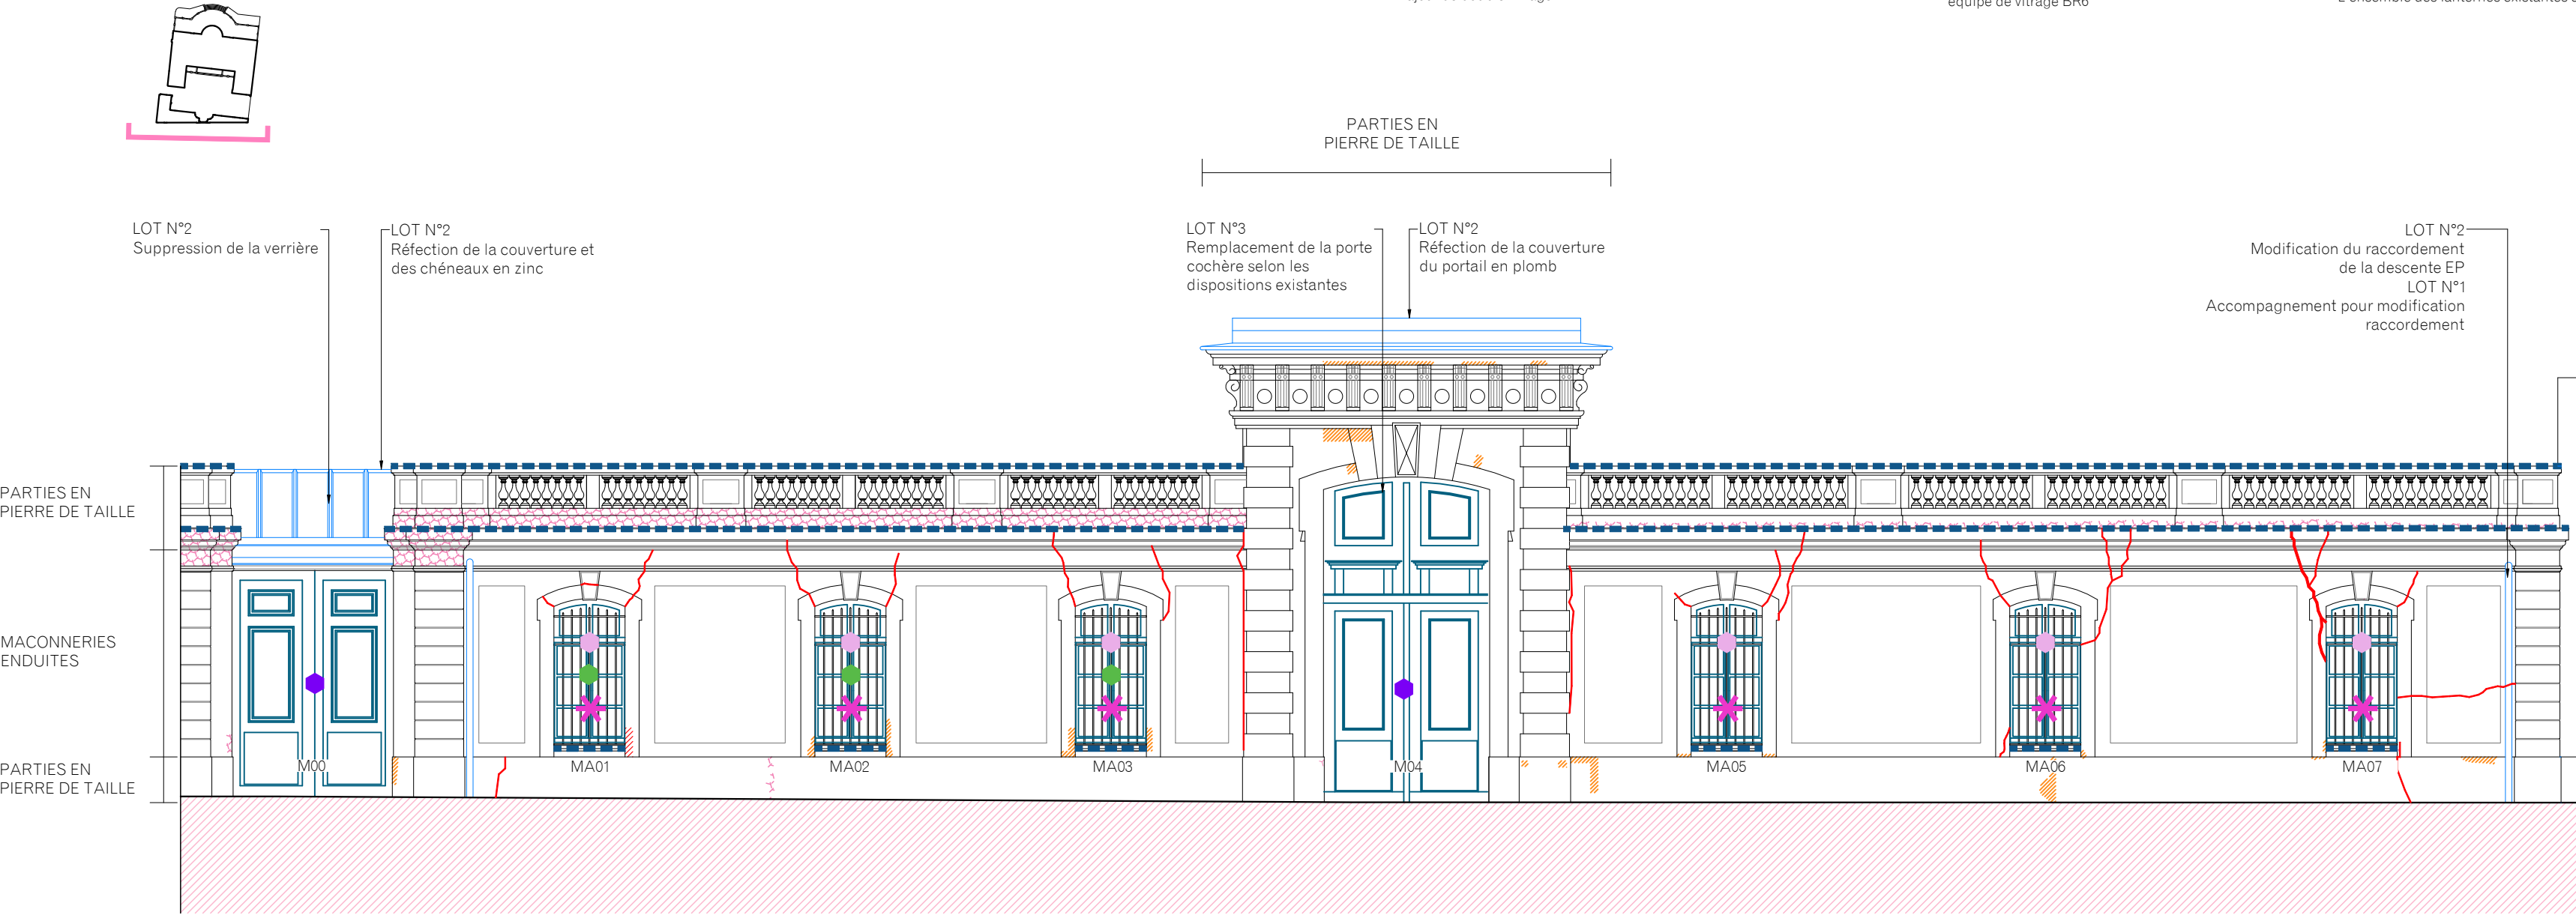 équipé de vitrage BR6
PARTIES EN
PIERRE DE TAILLE
LOT N°2
Suppression de la verrière
LOT N°2
Réfection de la couverture et
des chéneaux en zinc
LOT N°3
Remplacement de la porte
cochère selon les
dispositions existantes
LOT N°2
Réfection de la couverture
du portail en plomb
LOT N°2
Modification du raccordement
de la descente EP
LOT N°1
Accompagnement pour modification
raccordement
PARTIES EN
PIERRE DE TAILLE
MACONNERIES
ENDUITES
PARTIES EN
PIERRE DE TAILLE
M00
MA01
MA02
MA03
M04
MA05
MA06
MA07